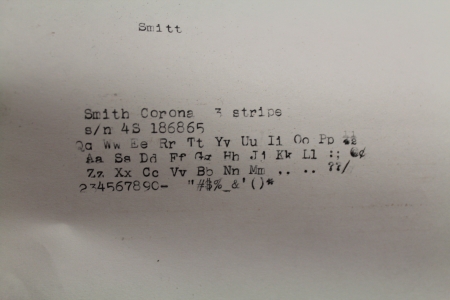 Smitt
Smith Corona 3 stripe
s/n 4S 186865
Qq Ww Ee Rr Tt Yy Uu Ii Oo Pp
Aa Ss Dd Ff Gg Hh Jj Kk Ll :;
Zz Xx Cc Vv Bb Nn Mm .. .. ??/
234567890- "#$%_&'()*